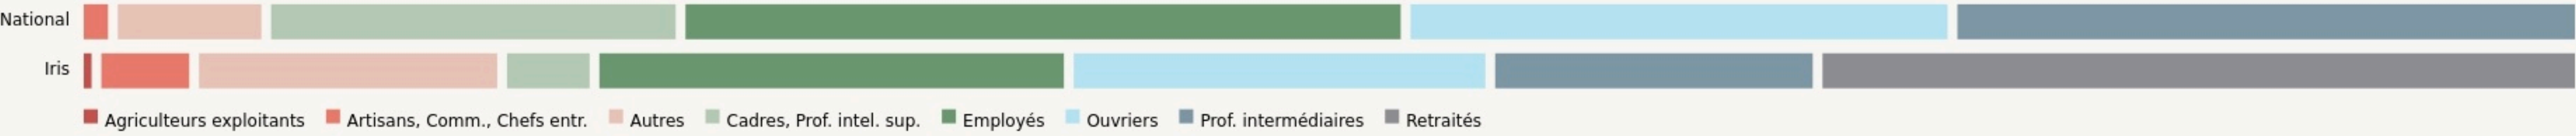 National
Iris
Agriculteurs exploitants Artisans, Comm., Chefs entr. Autres Cadres, Prof. intel. sup. Employés Ouvriers Prof. intermédiaires Retraités